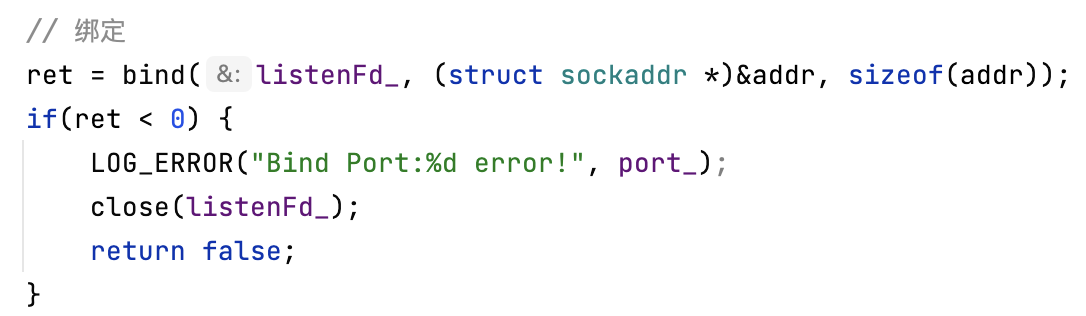 // 绑定
ret = bind( &: listenFd_, (struct sockaddr *)&addr, sizeof(addr));
if(ret < 0) {
    LOG_ERROR("Bind Port:%d error!", port_);
    close(listenFd_);
    return false;
}